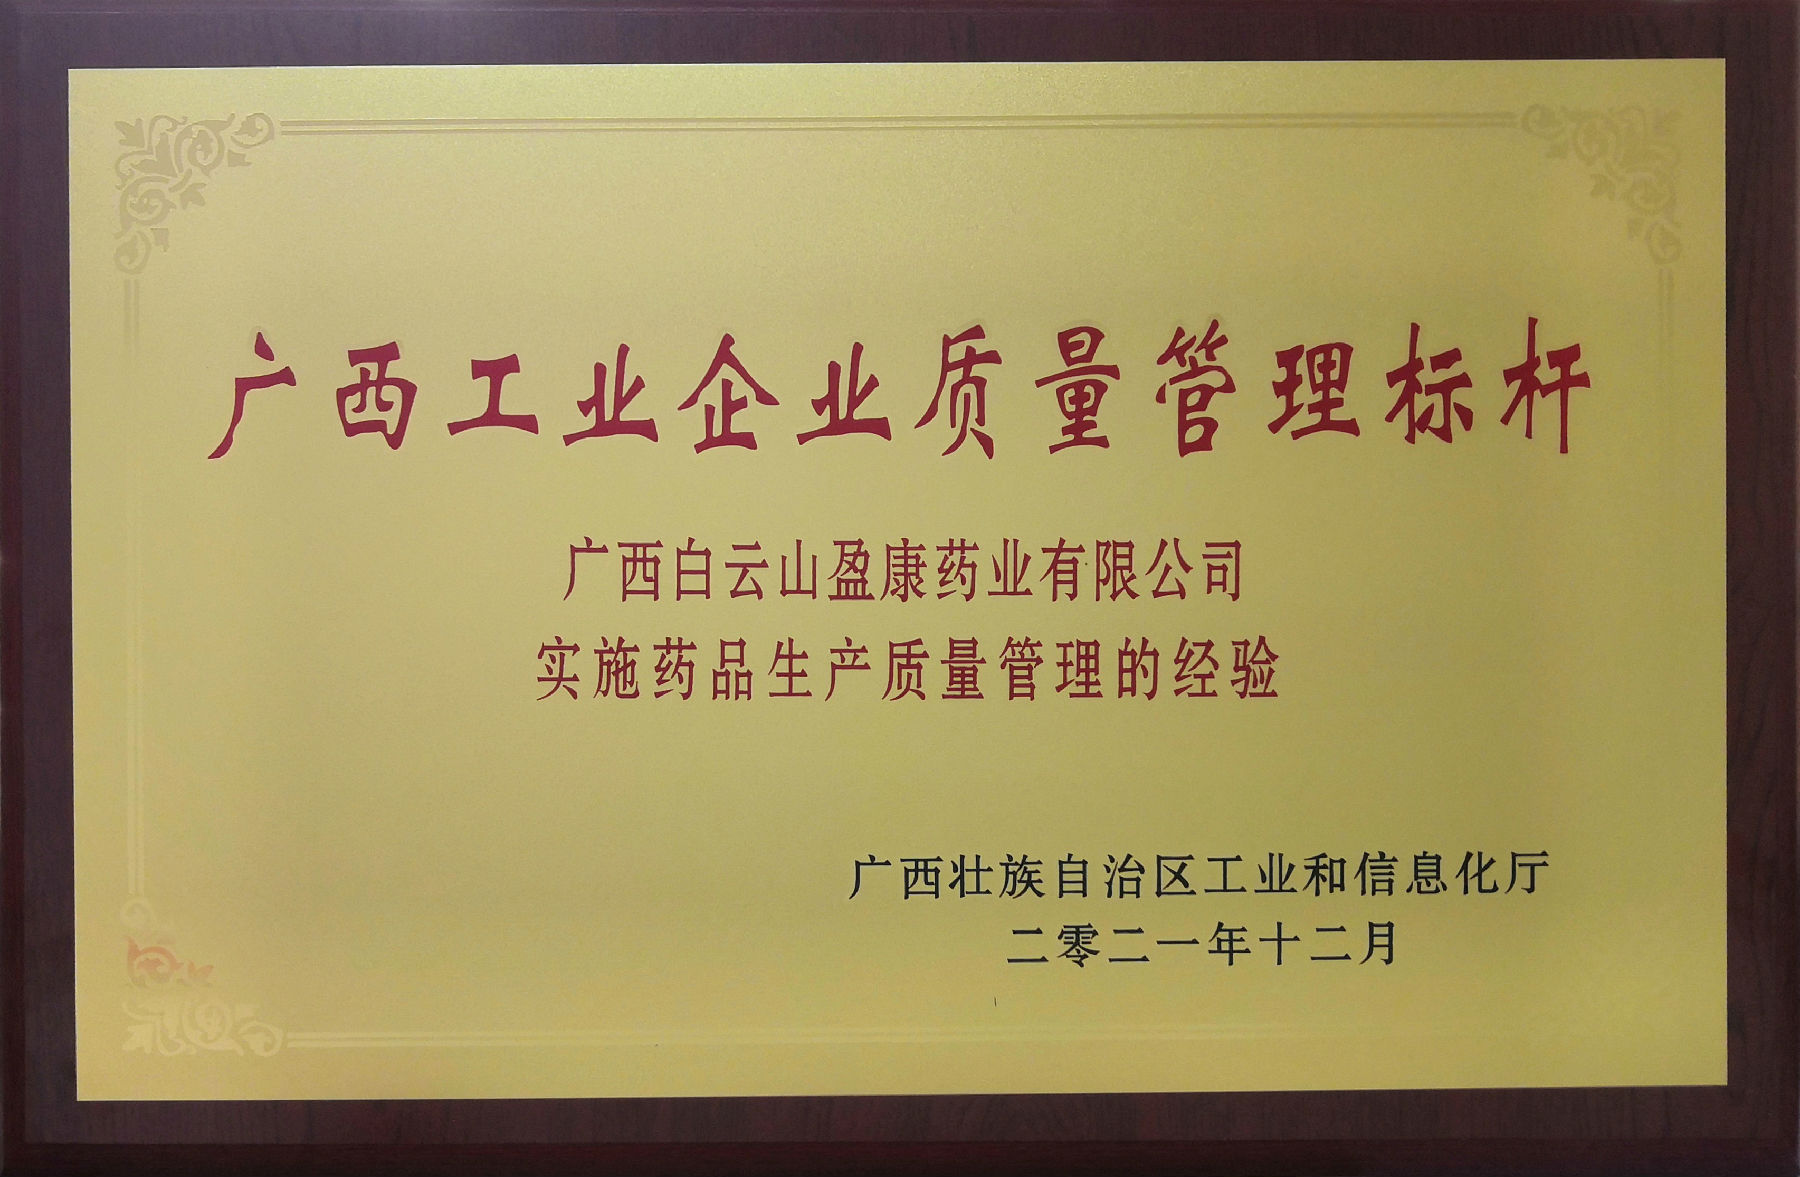 广西工业企业质量管理标杆
广西白云山盈康药业有限公司
实施药品生产质量管理的经验
广西壮族自治区工业和信息化厅
二零二一年十二月